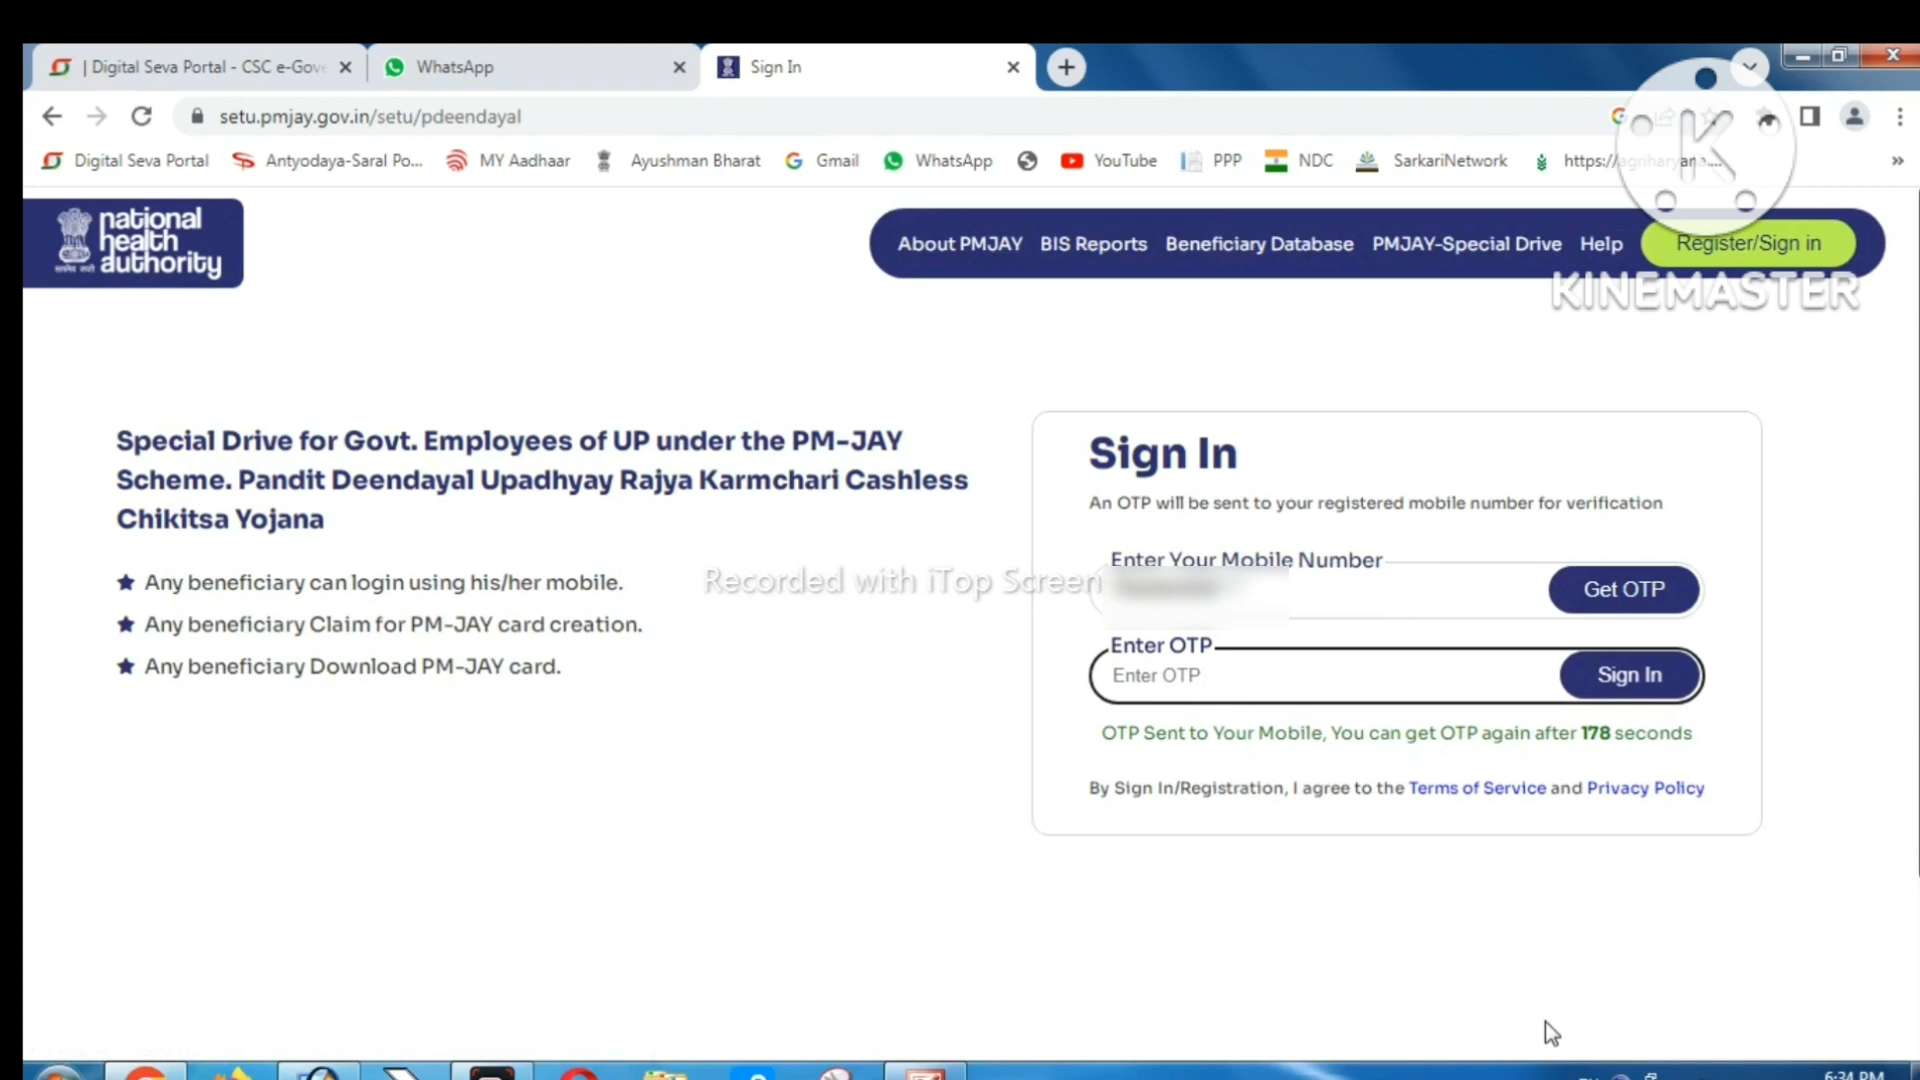 | Digital Seva Portal - CSC e-Gove
WhatsApp
Sign In
setu.pmjay.gov.in/setu/pdeendayal
Digital Seva Portal
Antyodaya-Saral Po...
MY Aadhaar
Ayushman Bharat
Gmail
WhatsApp
YouTube
PPP
NDC
SarkariNetwork
https://agriharyana....
national
health
authority
About PMJAY
BIS Reports
Beneficiary Database
PMJAY-Special Drive
Help
Register/Sign in
KINEMASTER
Special Drive for Govt. Employees of UP under the PM-JAY
Scheme. Pandit Deendayal Upadhyay Rajya Karmchari Cashless
Chikitsa Yojana
Any beneficiary can login using his/her mobile.
Any beneficiary Claim for PM-JAY card creation.
Any beneficiary Download PM-JAY card.
Recorded with iTop Screen
Sign In
An OTP will be sent to your registered mobile number for verification
Enter Your Mobile Number
Get OTP
Enter OTP
Enter OTP
Sign In
OTP Sent to Your Mobile, You can get OTP again after 178 seconds
By Sign In/Registration, I agree to the Terms of Service and Privacy Policy
6:34 PM